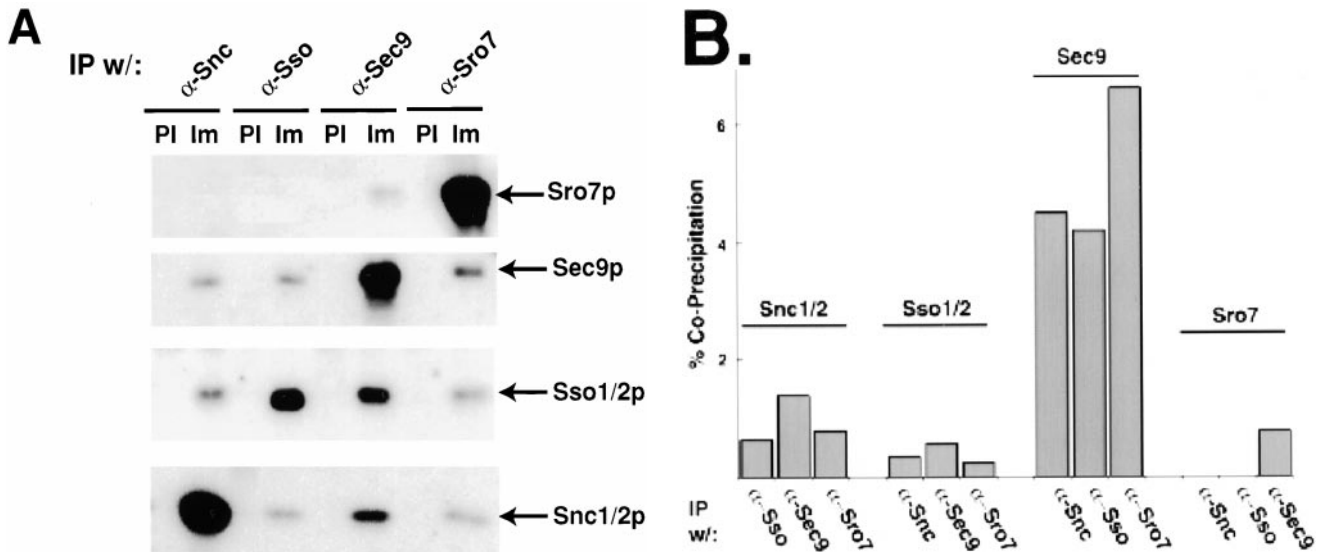 A
IP w/:
α-Snc
α-Sso
α-Sec9
α-Sro7
PI Im PI Im PI Im PI Im
Sro7p
Sec9p
Sso1/2p
Snc1/2p
B.
% Co-Precipitation
6
4
2
Snc1/2
Sso1/2
Sec9
Sro7
IP
w/:
α-Sso
α-Sec9
α-Sro7
α-Snc
α-Sec9
α-Sro7
α-Snc
α-Sso
α-Sro7
α-Snc
α-Sso
α-Sec9